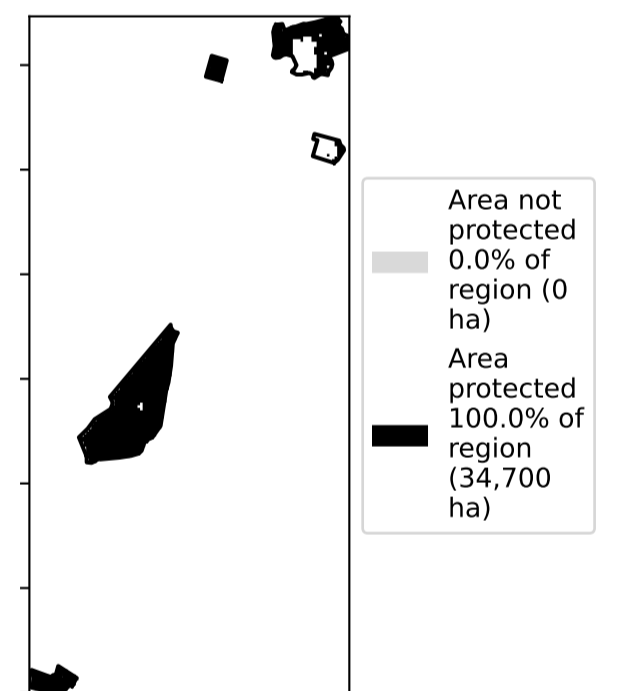 Area not
protected
0.0% of
region (0
ha)
Area
protected
100.0% of
region
(34,700
ha)